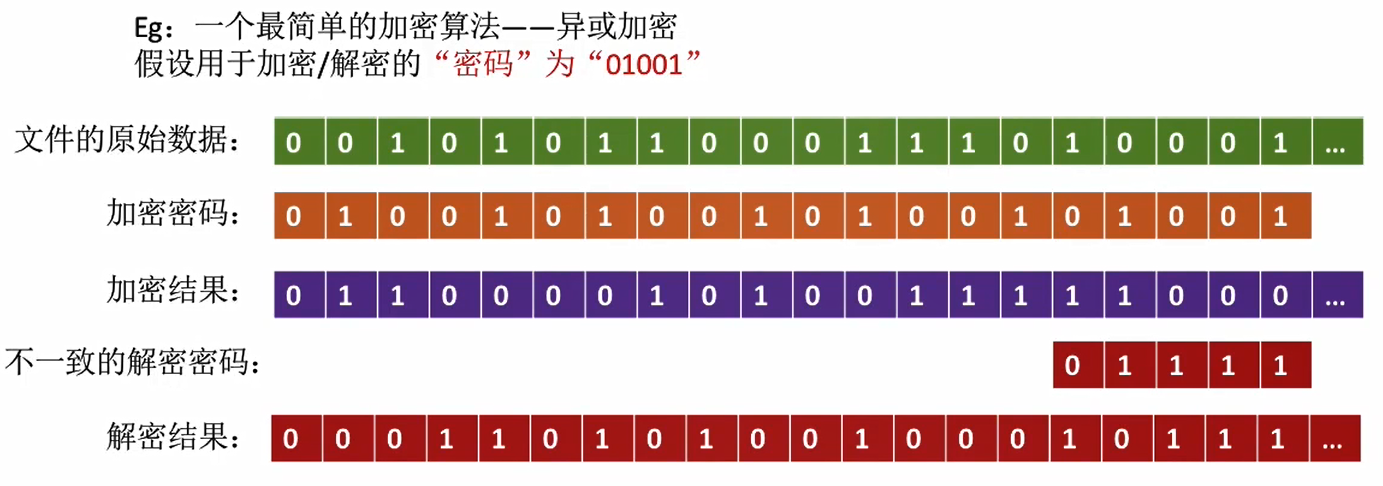 Eg：一个最简单的加密算法——异或加密
假设用于加密/解密的“密码”为“01001”
文件的原始数据： 0 0 1 0 1 0 1 1 0 0 0 1 1 1 0 1 0 0 0 1 ...
加密密码： 0 1 0 0 1 0 1 0 0 1 0 1 0 0 1 0 1 0 0 1
加密结果： 0 1 1 0 0 0 0 1 0 1 0 0 1 1 1 1 1 0 0 0 ...
不一致的解密密码： 0 1 1 1 1
解密结果： 0 0 0 1 1 0 1 0 1 0 0 1 0 0 0 1 0 1 1 1 ...